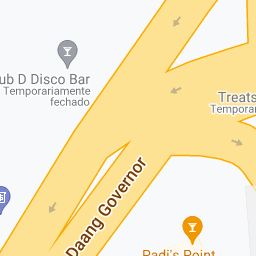 ub D Disco Bar
Temporariamente
fechado
Treats
Temporar
Daang Governor
Padi's Point